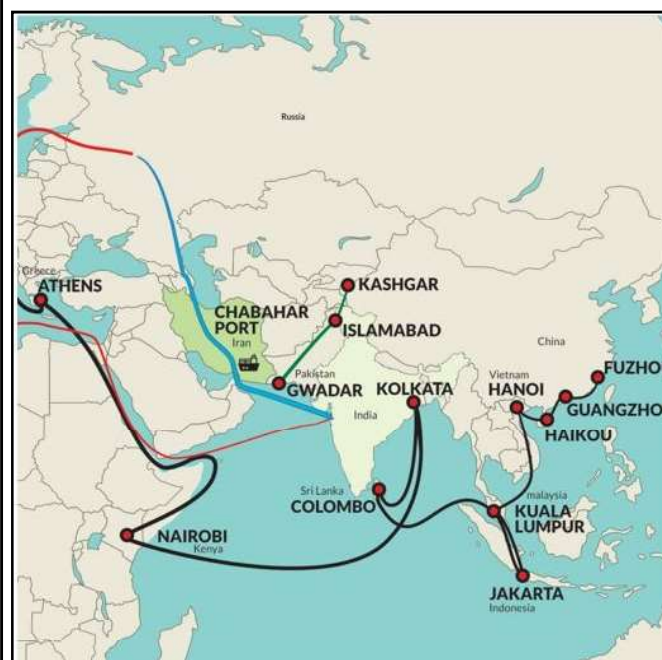 Russia
Greece
ATHENS
CHABAHAR
PORT
Iran
KASHGAR
ISLAMABAD
Pakistan
GWADAR
KOLKATA
India
China
FUZHO
Vietnam
HANOI
GUANGZHO
HAIKOU
Sri Lanka
COLOMBO
malaysia
KUALA
LUMPUR
NAIROBI
Kenya
JAKARTA
Indonesia